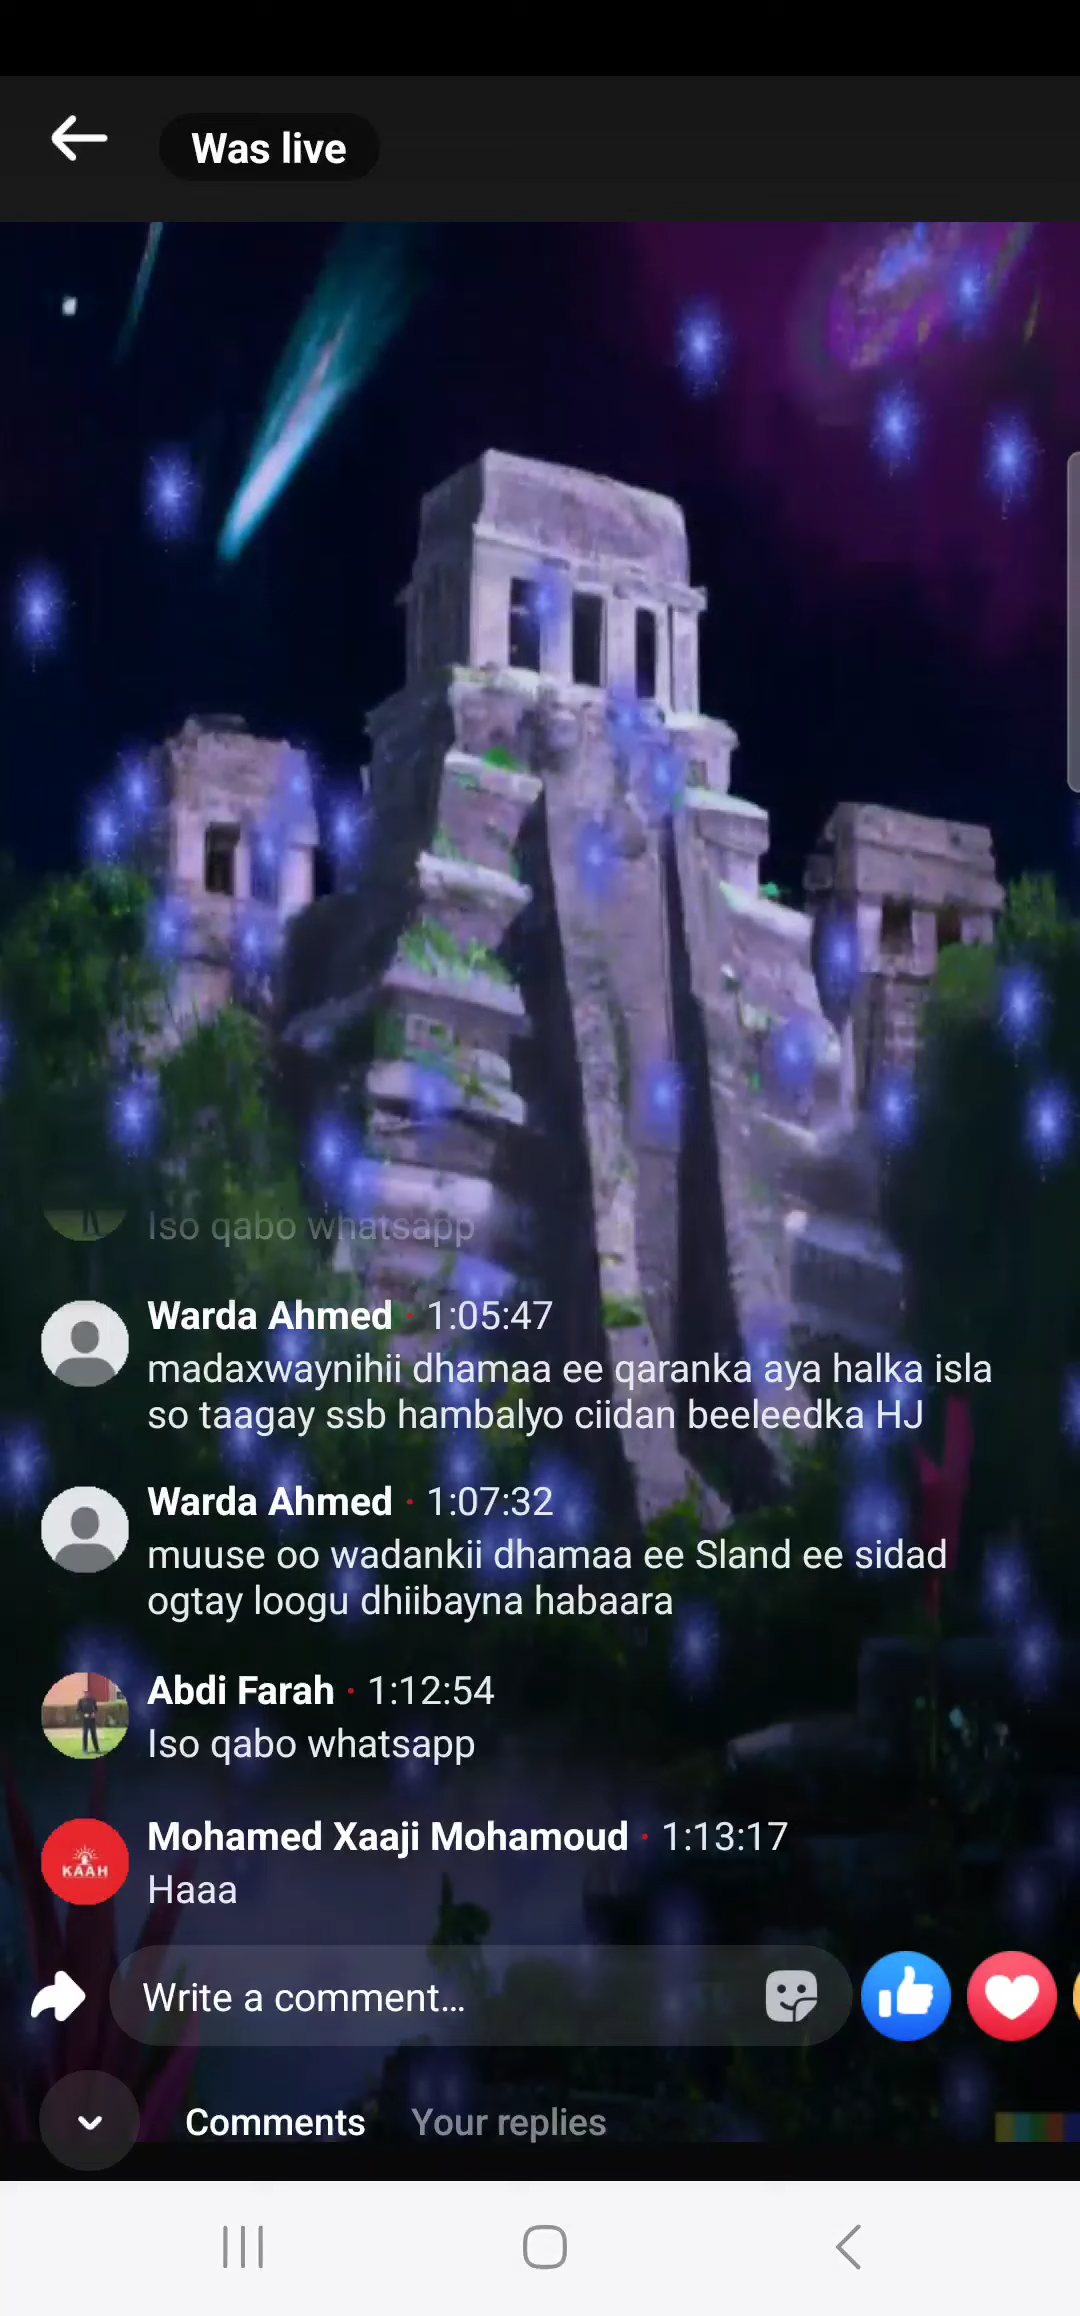 Was live
Iso qabo whatsapp
Warda Ahmed · 1:05:47
madaxwaynihii dhamaa ee qaranka aya halka isla
so taagay ssb hambalyo ciidan beeleedka HJ
Warda Ahmed · 1:07:32
muuse oo wadankii dhamaa ee Sland ee sidad
ogtay loogu dhiibayna habaara
Abdi Farah · 1:12:54
Iso qabo whatsapp
KAAH
Mohamed Xaaji Mohamoud · 1:13:17
Haaa
Write a comment...
Comments Your replies